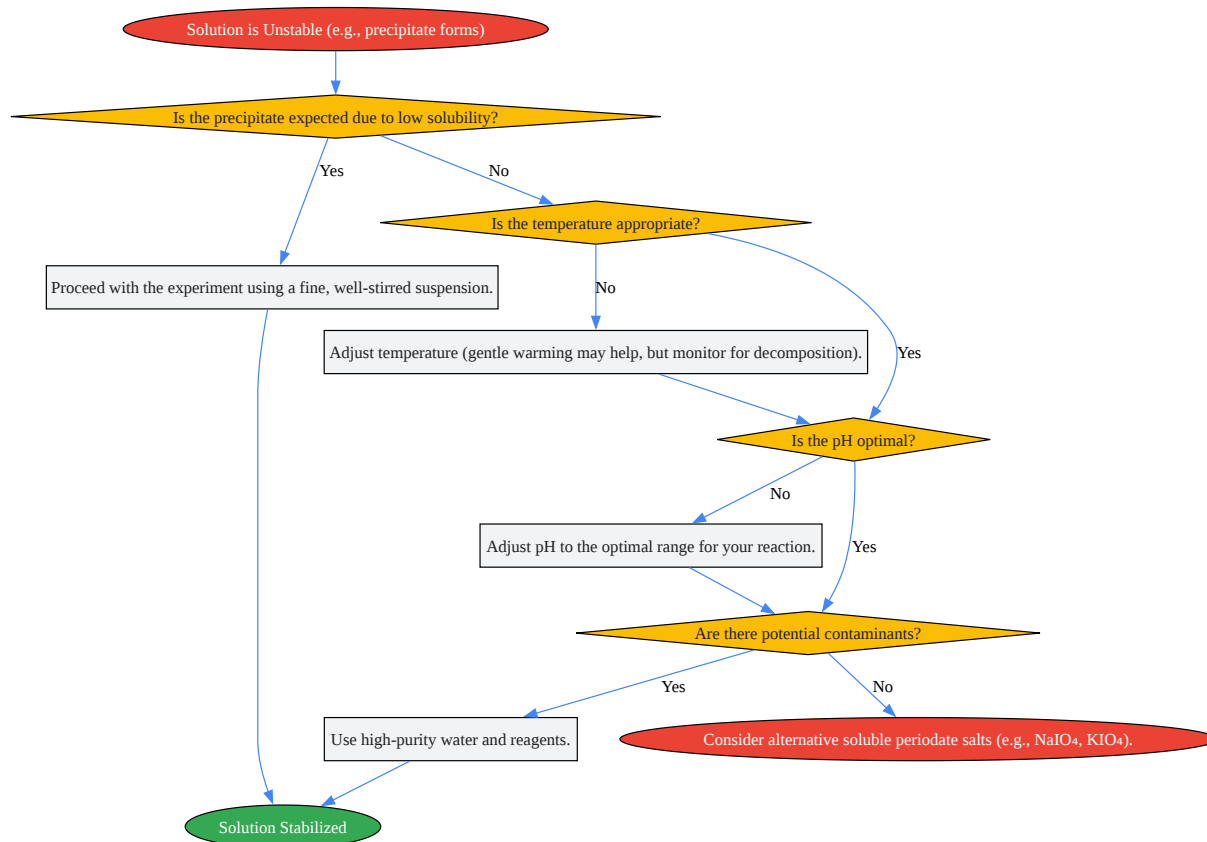 Solution is Unstable (e.g., precipitate forms)
Is the precipitate expected due to low solubility?
Yes
No
Is the temperature appropriate?
Proceed with the experiment using a fine, well-stirred suspension.
No
Adjust temperature (gentle warming may help, but monitor for decomposition).
Yes
Is the pH optimal?
No
Adjust pH to the optimal range for your reaction.
Yes
Are there potential contaminants?
Yes
No
Use high-purity water and reagents.
Consider alternative soluble periodate salts (e.g., NaIO₄, KIO₄).
Solution Stabilized